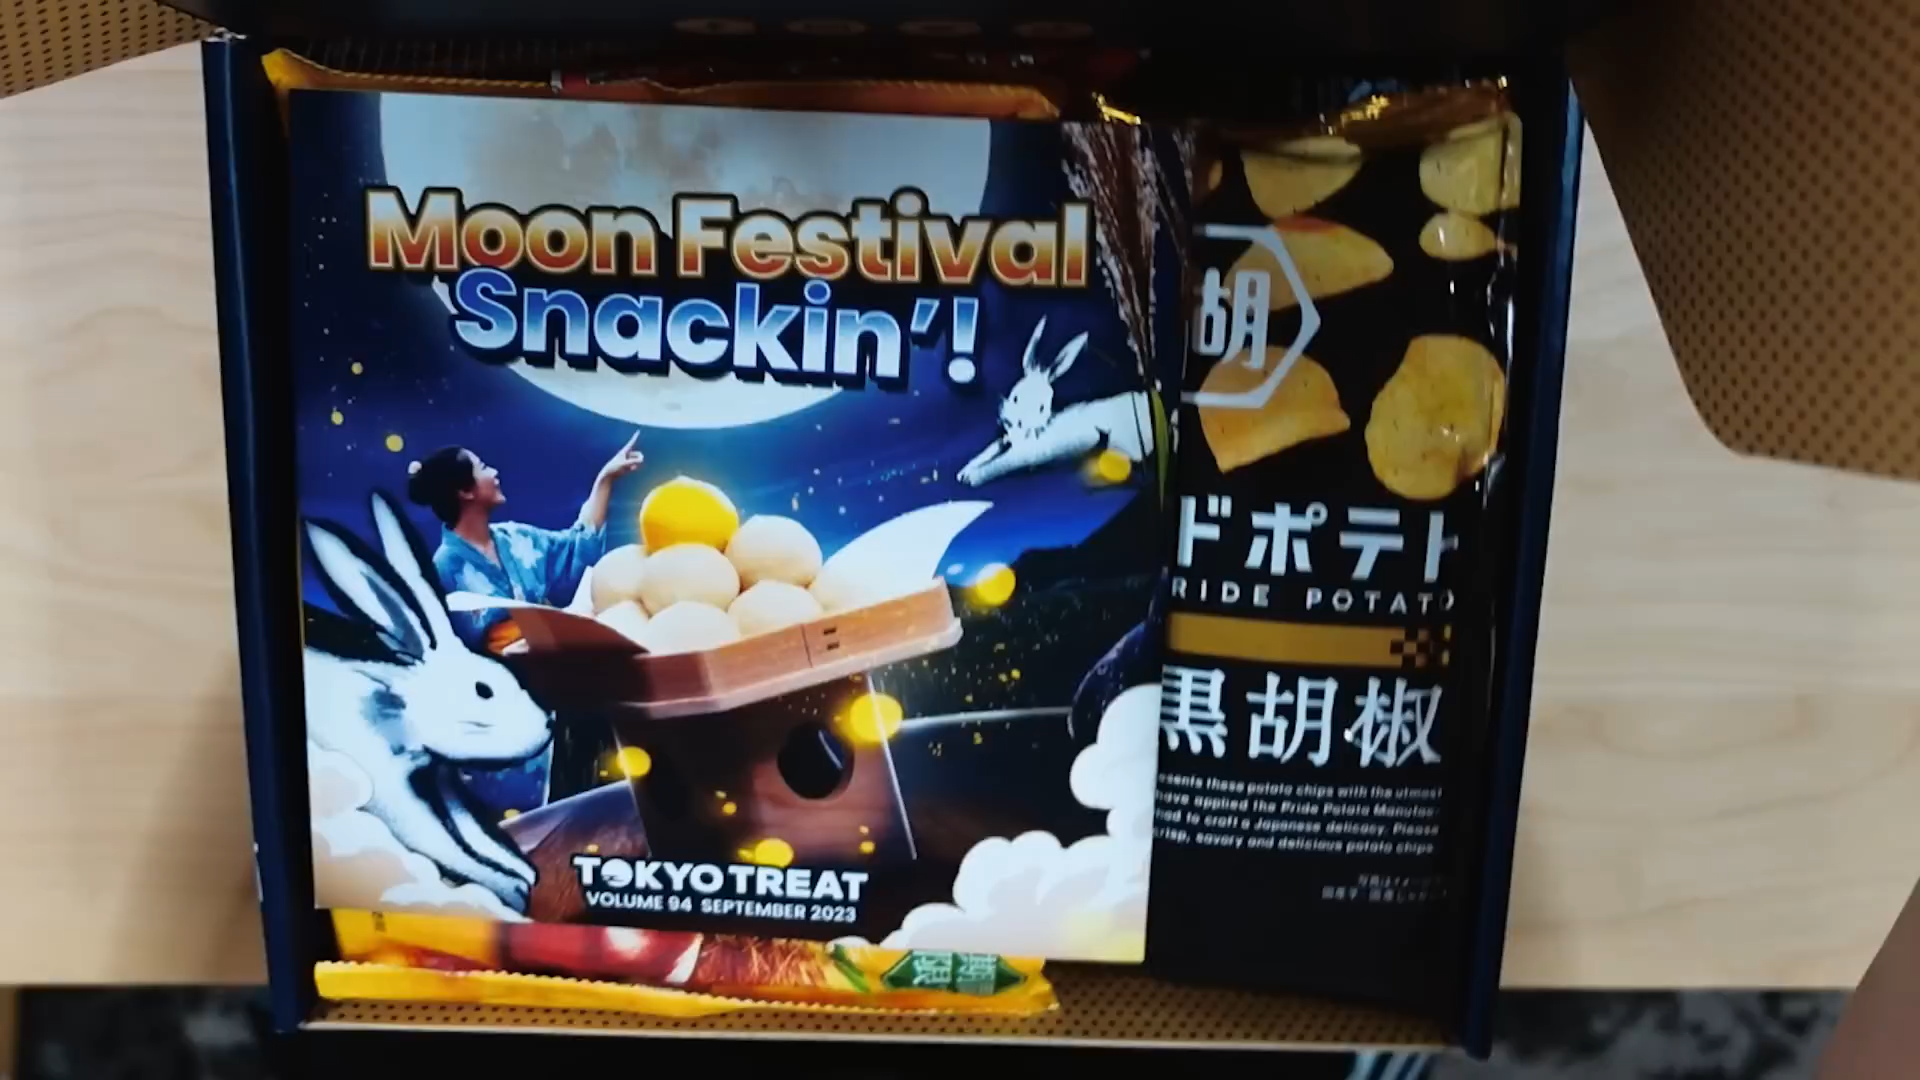 Moon Festival
Snackin'!
TOKYO TREAT
VOLUME 94 SEPTEMBER 2023
胡
ドポテト
RIDE POTATO
黒胡椒
esents these potato chips with the utmost
have applied the Pride Potato Manufac-
to craft a Japanese delicacy. Please
crisp, savory and delicious potato chips